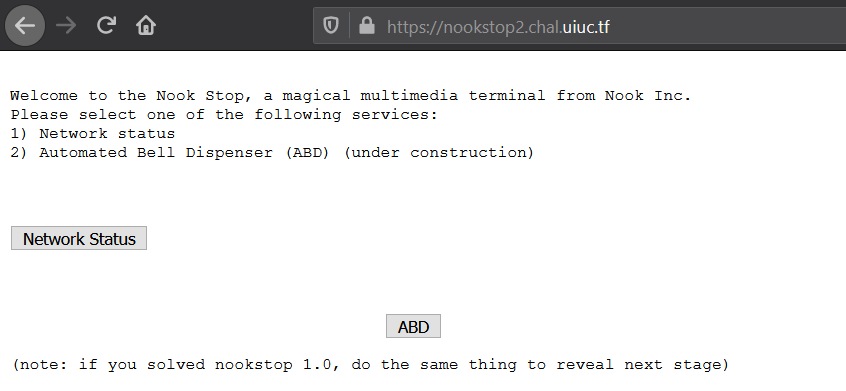 https://nookstop2.chal.uiuc.tf
Welcome to the Nook Stop, a magical multimedia terminal from Nook Inc.
Please select one of the following services:
1) Network status
2) Automated Bell Dispenser (ABD) (under construction)
Network Status
ABD
(note: if you solved nookstop 1.0, do the same thing to reveal next stage)